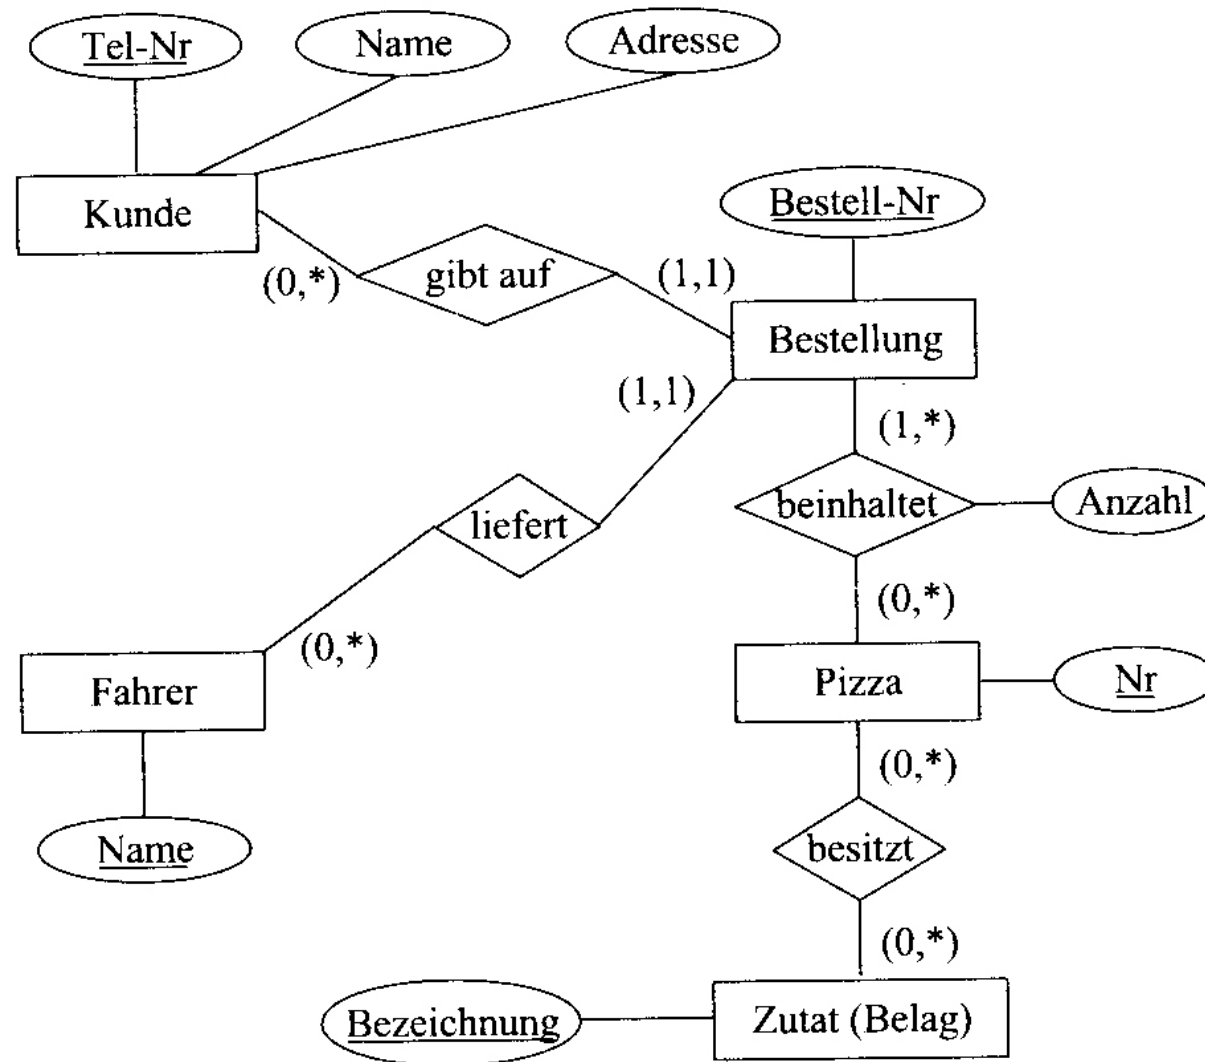 Tel-Nr
Name
Adresse
Kunde
Bestell-Nr
(0,*)
gibt auf
(1,1)
Bestellung
(1,1)
(1,*)
liefert
beinhaltet
Anzahl
(0,*)
(0,*)
Fahrer
Pizza
Nr
(0,*)
Name
besitzt
(0,*)
Bezeichnung
Zutat (Belag)